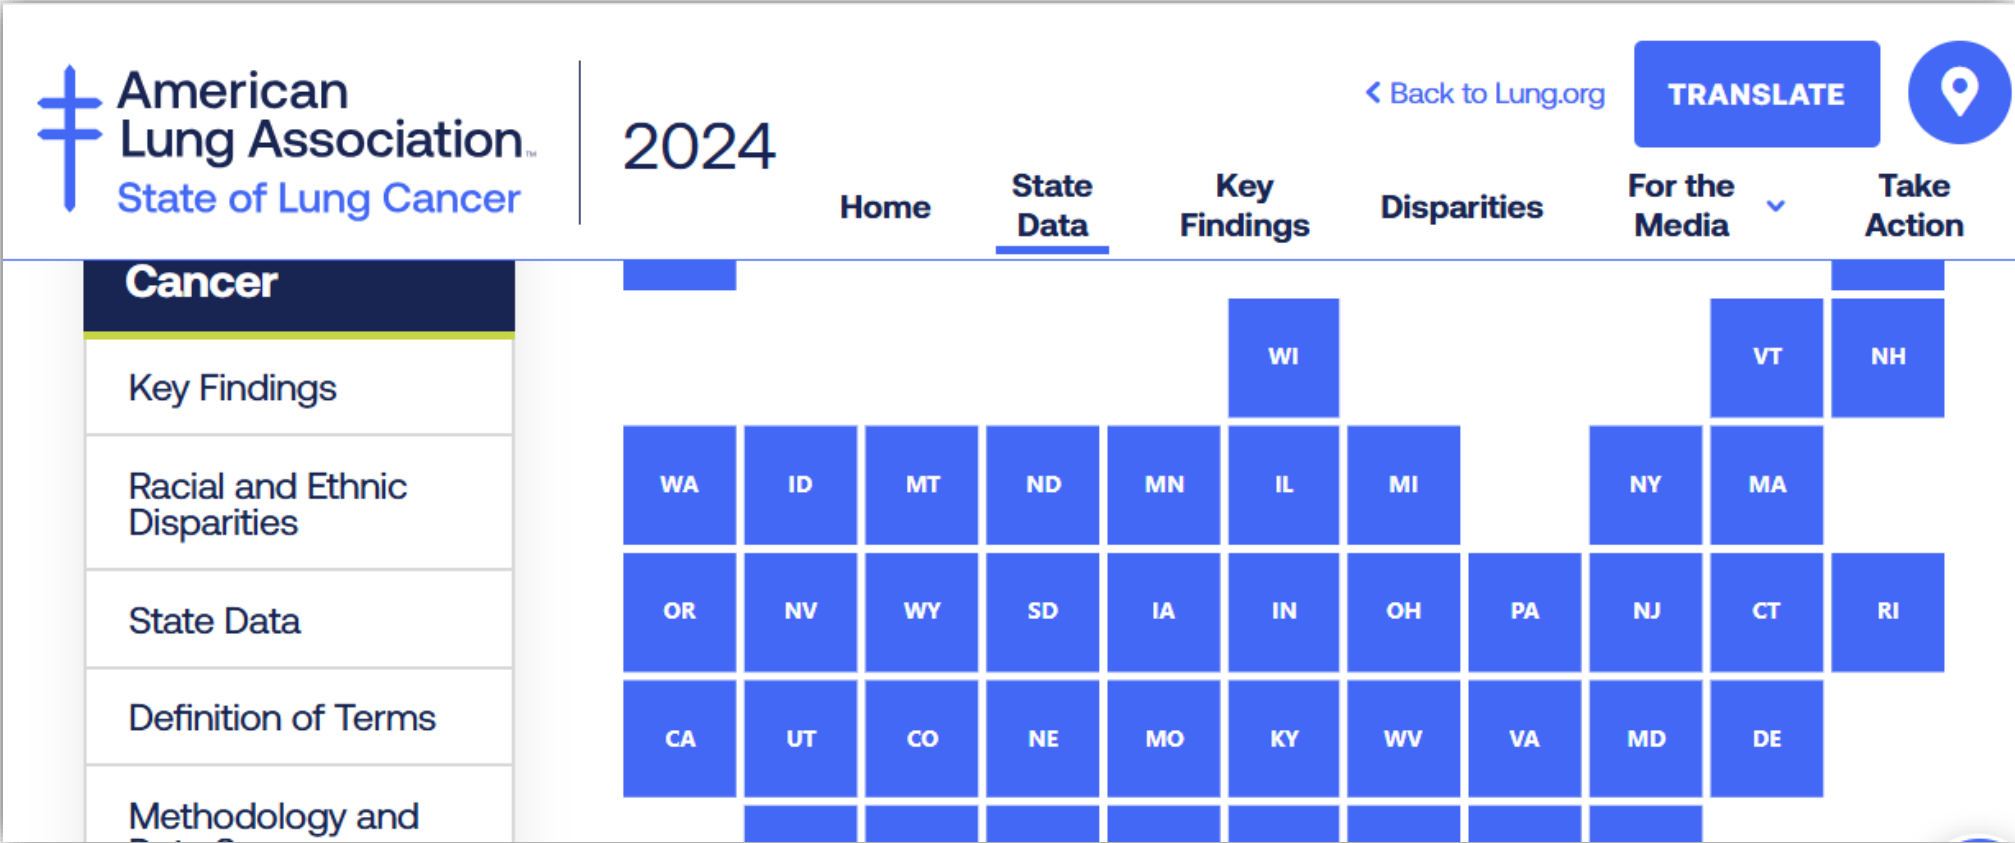 American
Lung Association™
State of Lung Cancer
2024
Back to Lung.org
TRANSLATE
Home
State
Data
Key
Findings
Disparities
For the
Media
Take
Action
Cancer
Key Findings
Racial and Ethnic
Disparities
State Data
Definition of Terms
Methodology and
WI VT NH
WA ID MT ND MN IL MI NY MA
OR NV WY SD IA IN OH PA NJ CT RI
CA UT CO NE MO KY WV VA MD DE